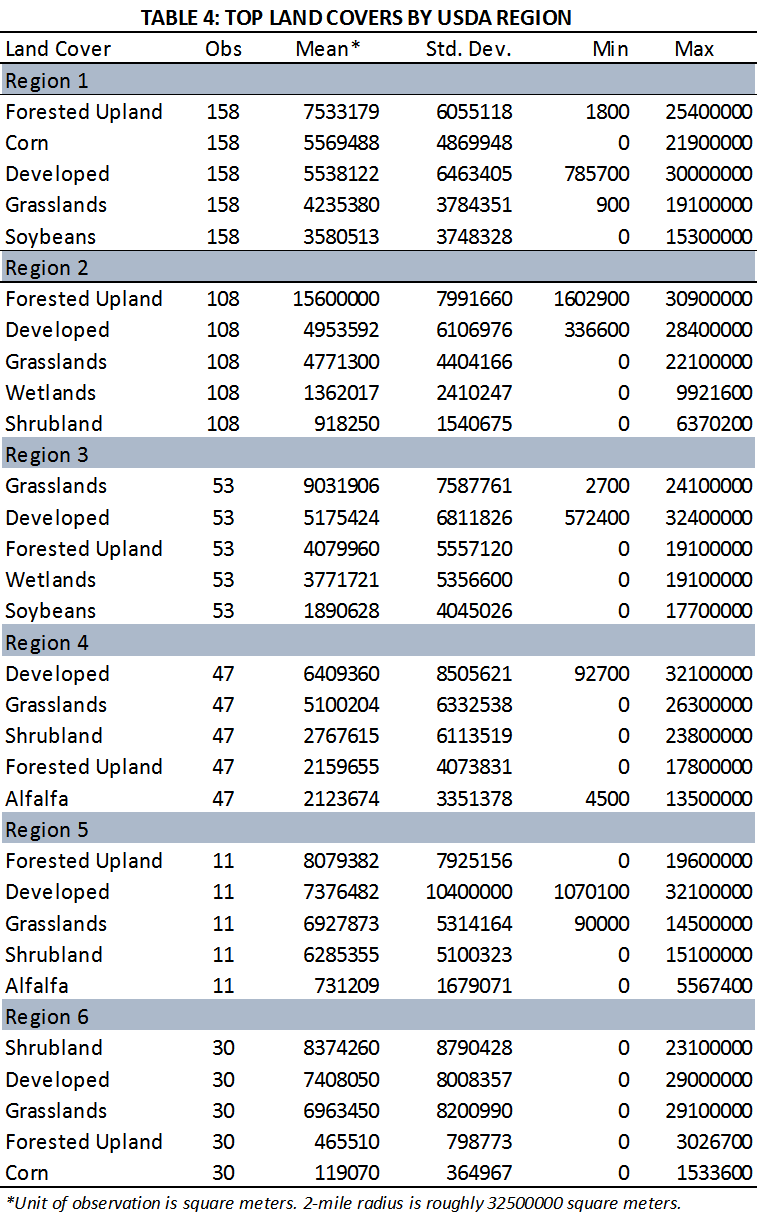 TABLE 4: TOP LAND COVERS BY USDA REGION
Land Cover Obs Mean* Std. Dev. Min Max
Region 1
Forested Upland 158 7533179 6055118 1800 25400000
Corn 158 5569488 4869948 0 21900000
Developed 158 5538122 6463405 785700 30000000
Grasslands 158 4235380 3784351 900 19100000
Soybeans 158 3580513 3748328 0 15300000
Region 2
Forested Upland 108 15600000 7991660 1602900 30900000
Developed 108 4953592 6106976 336600 28400000
Grasslands 108 4771300 4404166 0 22100000
Wetlands 108 1362017 2410247 0 9921600
Shrubland 108 918250 1540675 0 6370200
Region 3
Grasslands 53 9031906 7587761 2700 24100000
Developed 53 5175424 6811826 572400 32400000
Forested Upland 53 4079960 5557120 0 19100000
Wetlands 53 3771721 5356600 0 19100000
Soybeans 53 1890628 4045026 0 17700000
Region 4
Developed 47 6409360 8505621 92700 32100000
Grasslands 47 5100204 6332538 0 26300000
Shrubland 47 2767615 6113519 0 23800000
Forested Upland 47 2159655 4073831 0 17800000
Alfalfa 47 2123674 3351378 4500 13500000
Region 5
Forested Upland 11 8079382 7925156 0 19600000
Developed 11 7376482 10400000 1070100 32100000
Grasslands 11 6927873 5314164 90000 14500000
Shrubland 11 6285355 5100323 0 15100000
Alfalfa 11 731209 1679071 0 5567400
Region 6
Shrubland 30 8374260 8790428 0 23100000
Developed 30 7408050 8008357 0 29000000
Grasslands 30 6963450 8200990 0 29100000
Forested Upland 30 465510 798773 0 3026700
Corn 30 119070 364967 0 1533600
*Unit of observation is square meters. 2-mile radius is roughly 32500000 square meters.